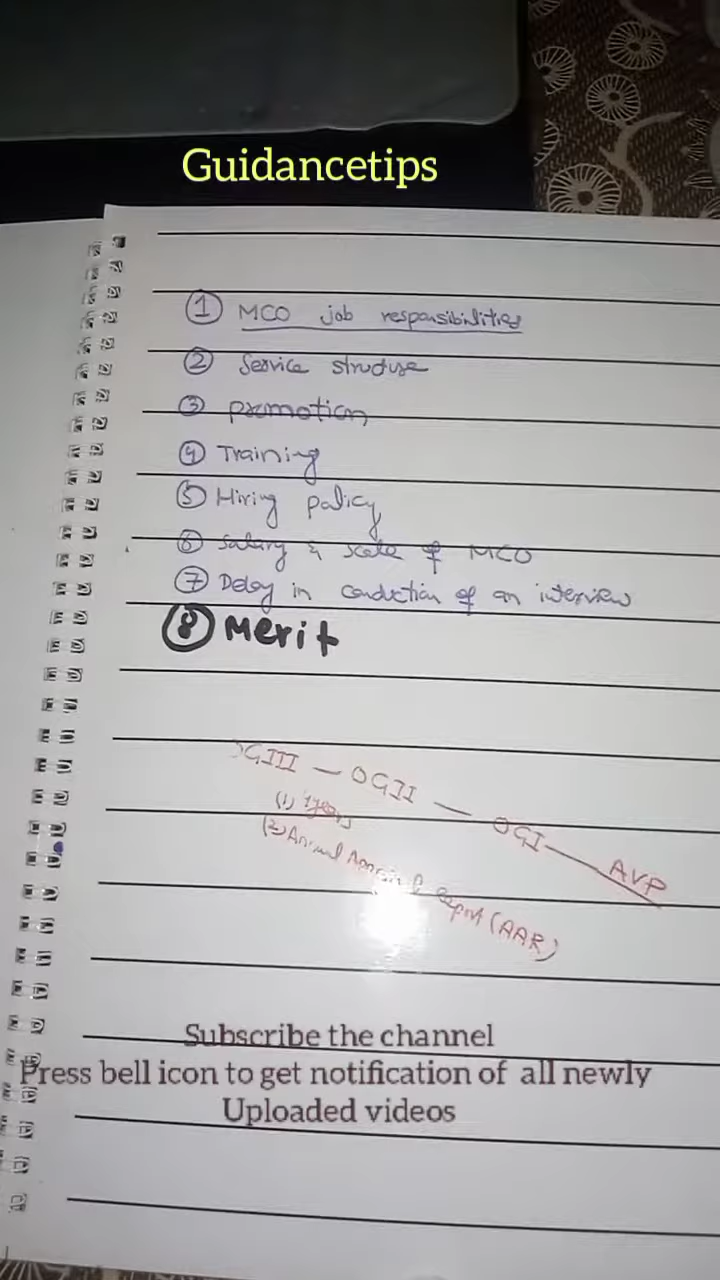 Guidancetips
① MCO job responsibilities
② Service structure
③ promotion
④ Training
⑤ Hiring policy
⑥ Salary & scale of MCO
⑦ Delay in conduction of an interview
⑧ Merit
OGIII — OGII — OGI — AVP
(1) years
(2) Annual Report (AAR)
Subscribe the channel
Press bell icon to get notification of all newly
Uploaded videos